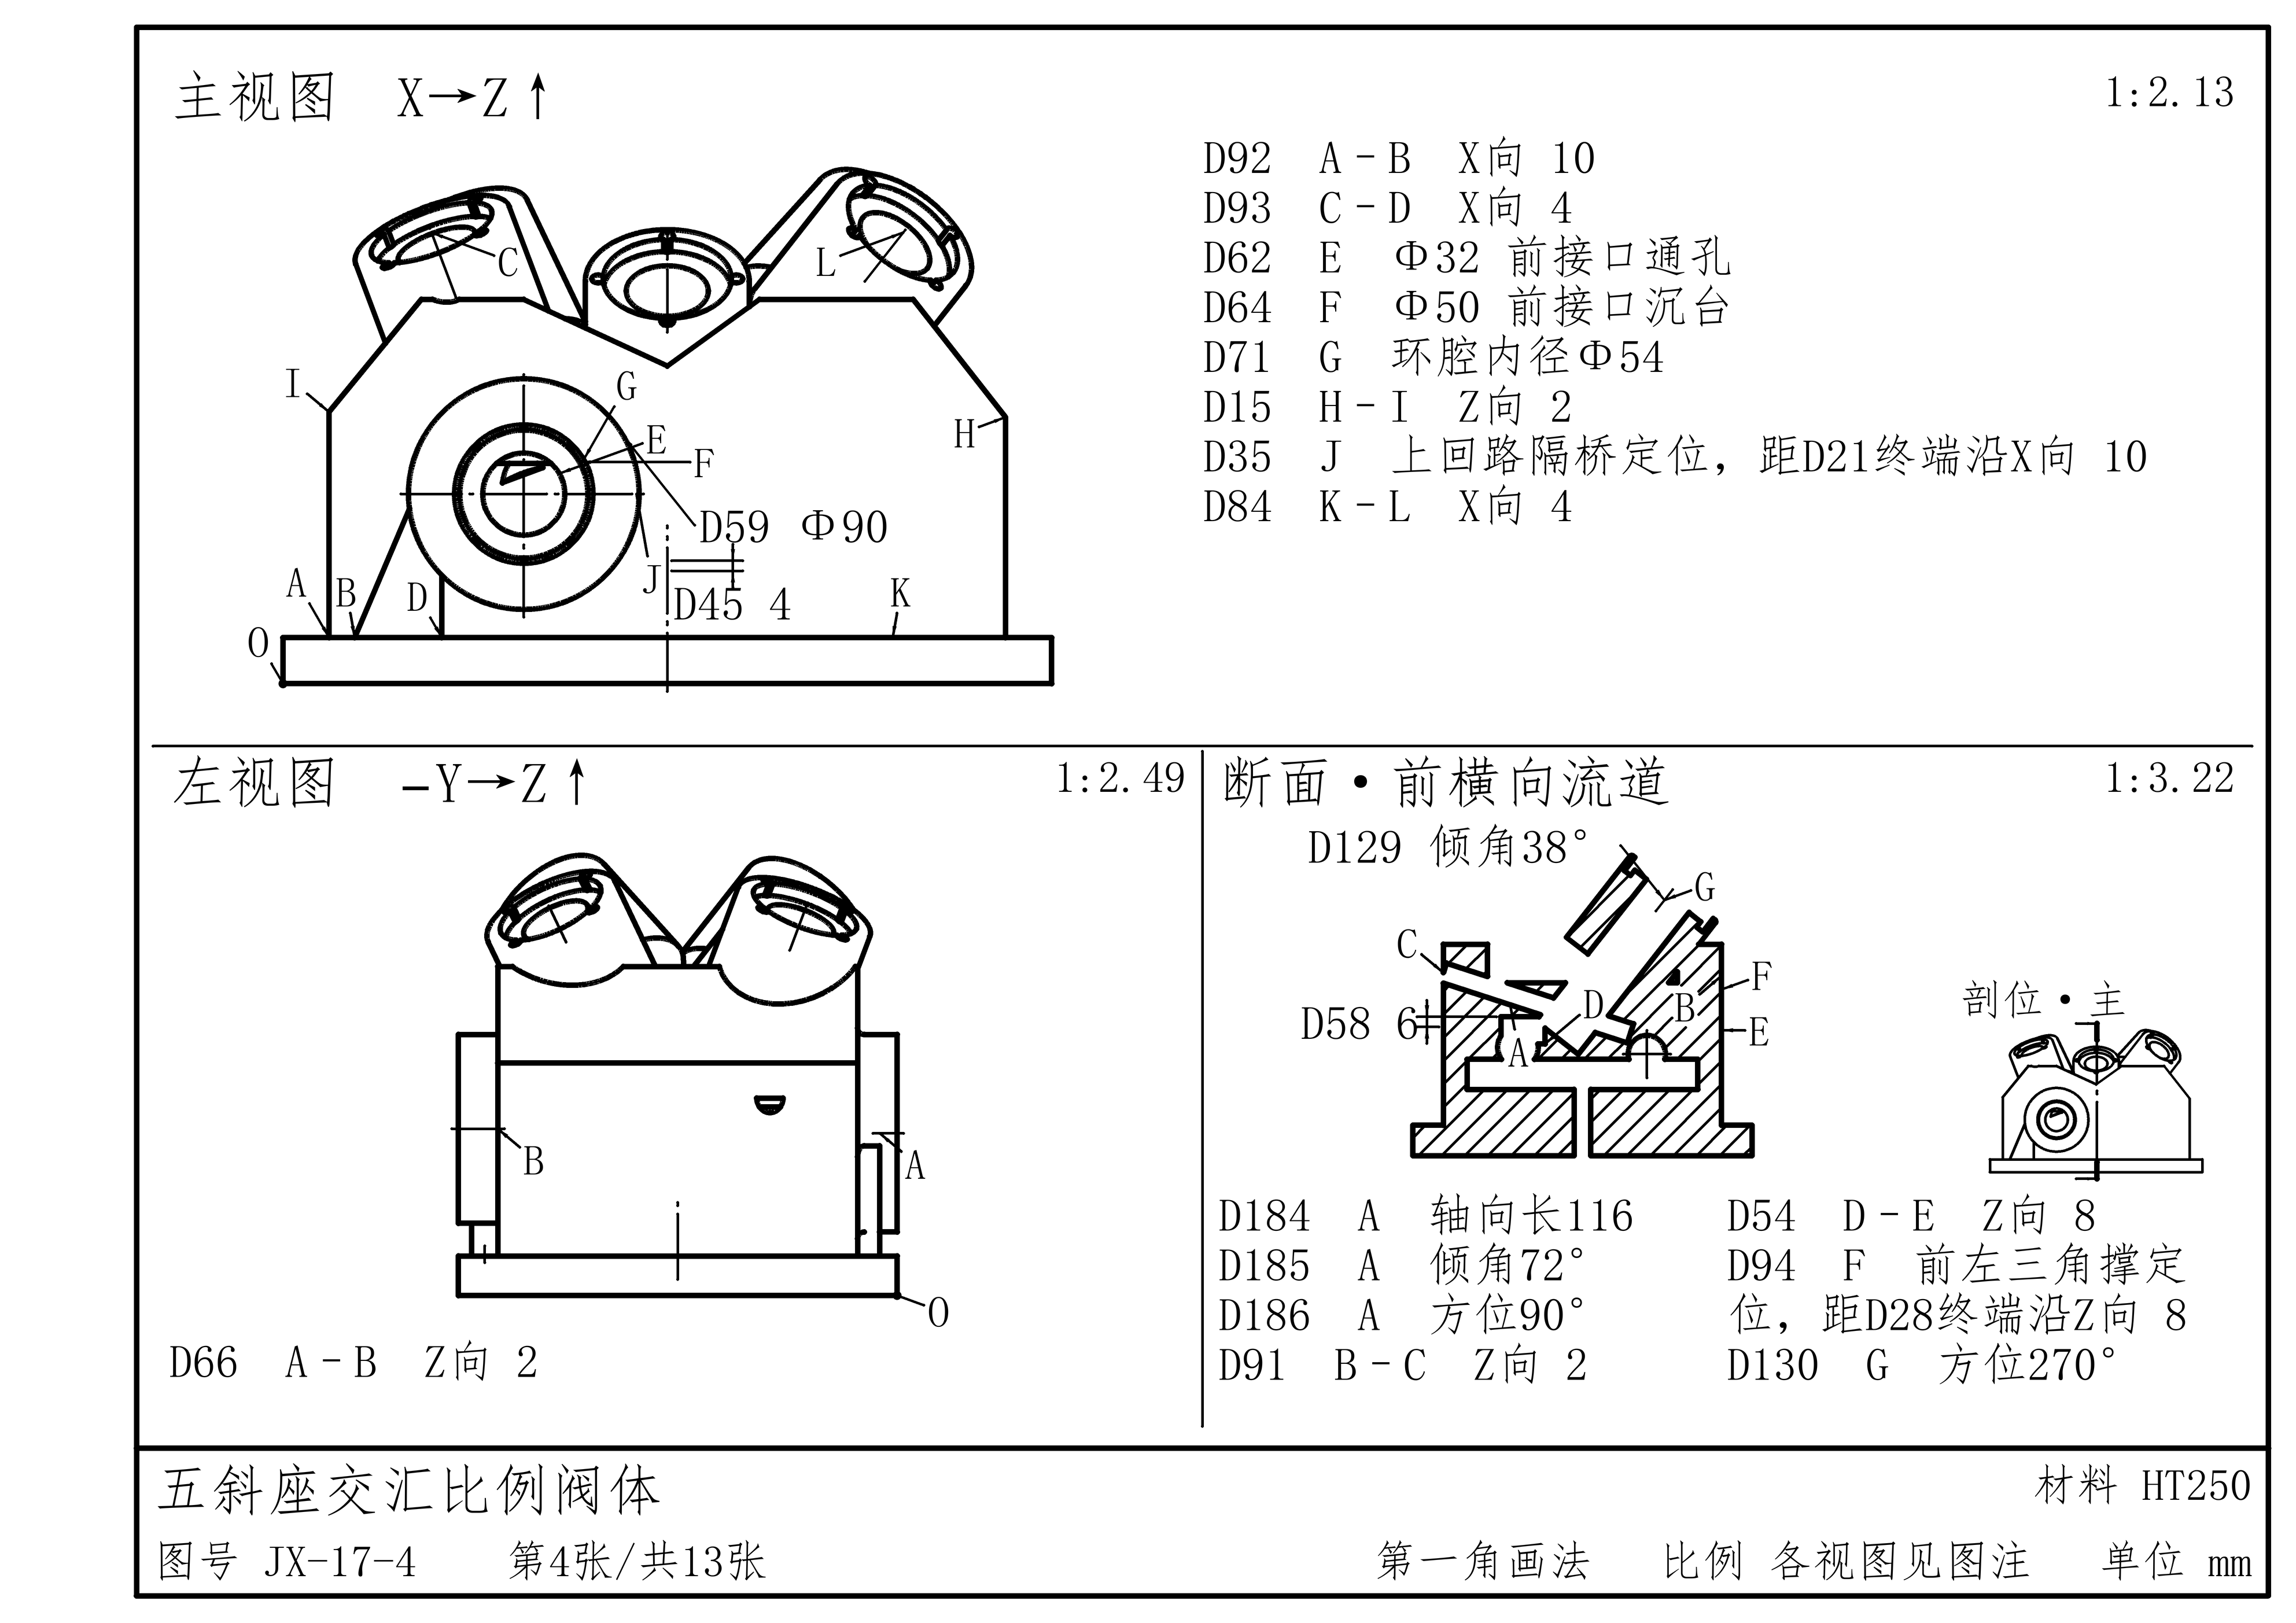 主视图 X→Z↑ 1:2.13
D92 A-B X向 10
D93 C-D X向 4
D62 E Φ32 前接口通孔
D64 F Φ50 前接口沉台
D71 G 环腔内径Φ54
D15 H-I Z向 2
D35 J 上回路隔桥定位，距D21终端沿X向 10
D84 K-L X向 4
C
L
I
G
H
E
F
D59 Φ90
A
B
D
J
D45 4
K
O
左视图 -Y→Z↑ 1:2.49
B
A
O
D66 A-B Z向 2
断面·前横向流道 1:3.22
D129 倾角38°
G
C
F
D
B
D58 6
E
A
剖位·主
D184 A 轴向长116
D185 A 倾角72°
D186 A 方位90°
D91 B-C Z向 2
D54 D-E Z向 8
D94 F 前左三角撑定
位，距D28终端沿Z向 8
D130 G 方位270°
五斜座交汇比例阀体 材料 HT250
图号 JX-17-4 第4张/共13张 第一角画法 比例 各视图见图注 单位 mm